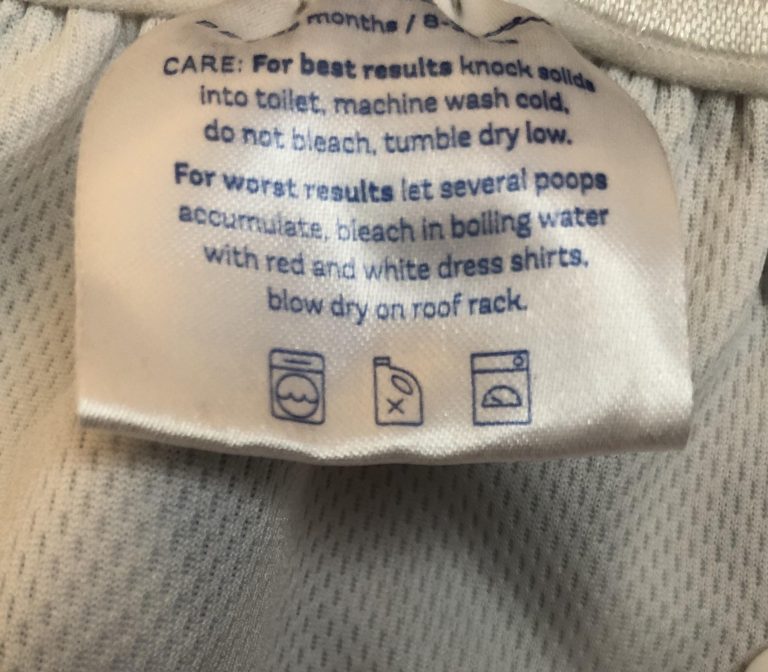 months / 8-
CARE: For best results knock solids
into toilet, machine wash cold,
do not bleach, tumble dry low.
For worst results let several poops
accumulate, bleach in boiling water
with red and white dress shirts,
blow dry on roof rack.